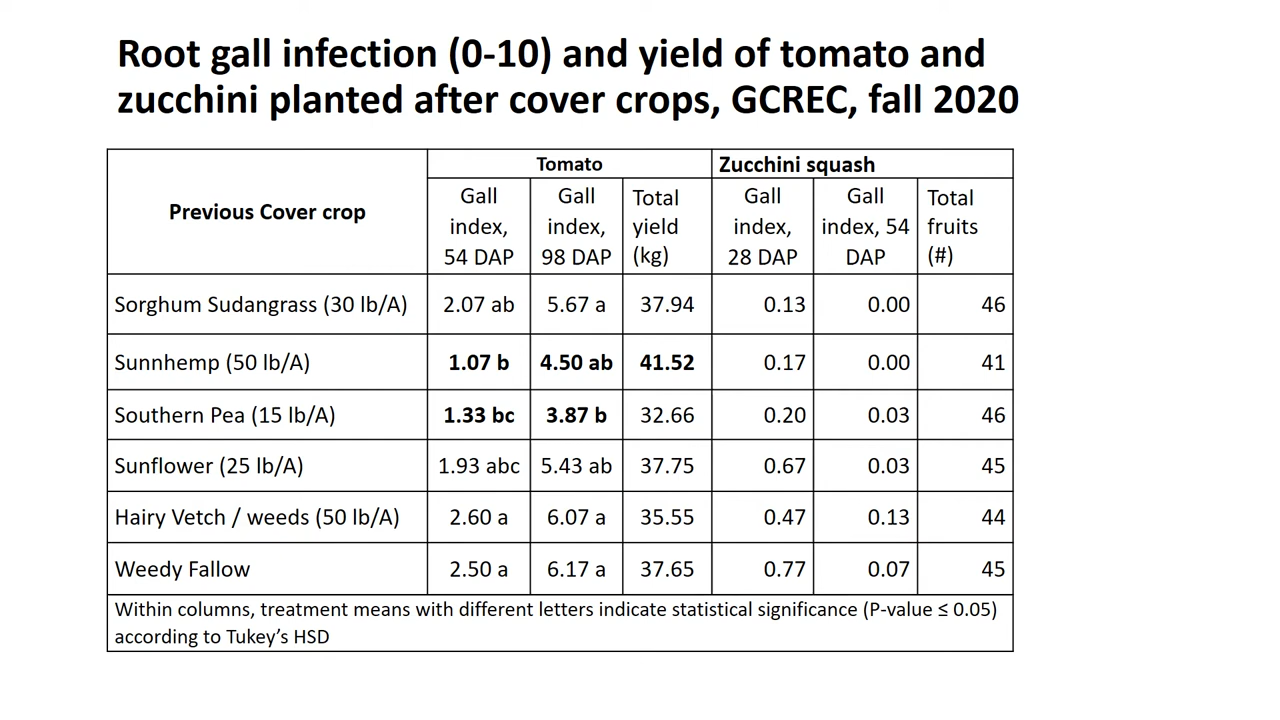 Root gall infection (0-10) and yield of tomato and
zucchini planted after cover crops, GCREC, fall 2020
Previous Cover crop
Tomato
Zucchini squash
Gall
index,
54 DAP
Gall
index,
98 DAP
Total
yield
(kg)
Gall
index,
28 DAP
Gall
index, 54
DAP
Total
fruits
(#)
Sorghum Sudangrass (30 lb/A) 2.07 ab 5.67 a 37.94 0.13 0.00 46
Sunnhemp (50 lb/A) 1.07 b 4.50 ab 41.52 0.17 0.00 41
Southern Pea (15 lb/A) 1.33 bc 3.87 b 32.66 0.20 0.03 46
Sunflower (25 lb/A) 1.93 abc 5.43 ab 37.75 0.67 0.03 45
Hairy Vetch / weeds (50 lb/A) 2.60 a 6.07 a 35.55 0.47 0.13 44
Weedy Fallow 2.50 a 6.17 a 37.65 0.77 0.07 45
Within columns, treatment means with different letters indicate statistical significance (P-value ≤ 0.05)
according to Tukey’s HSD